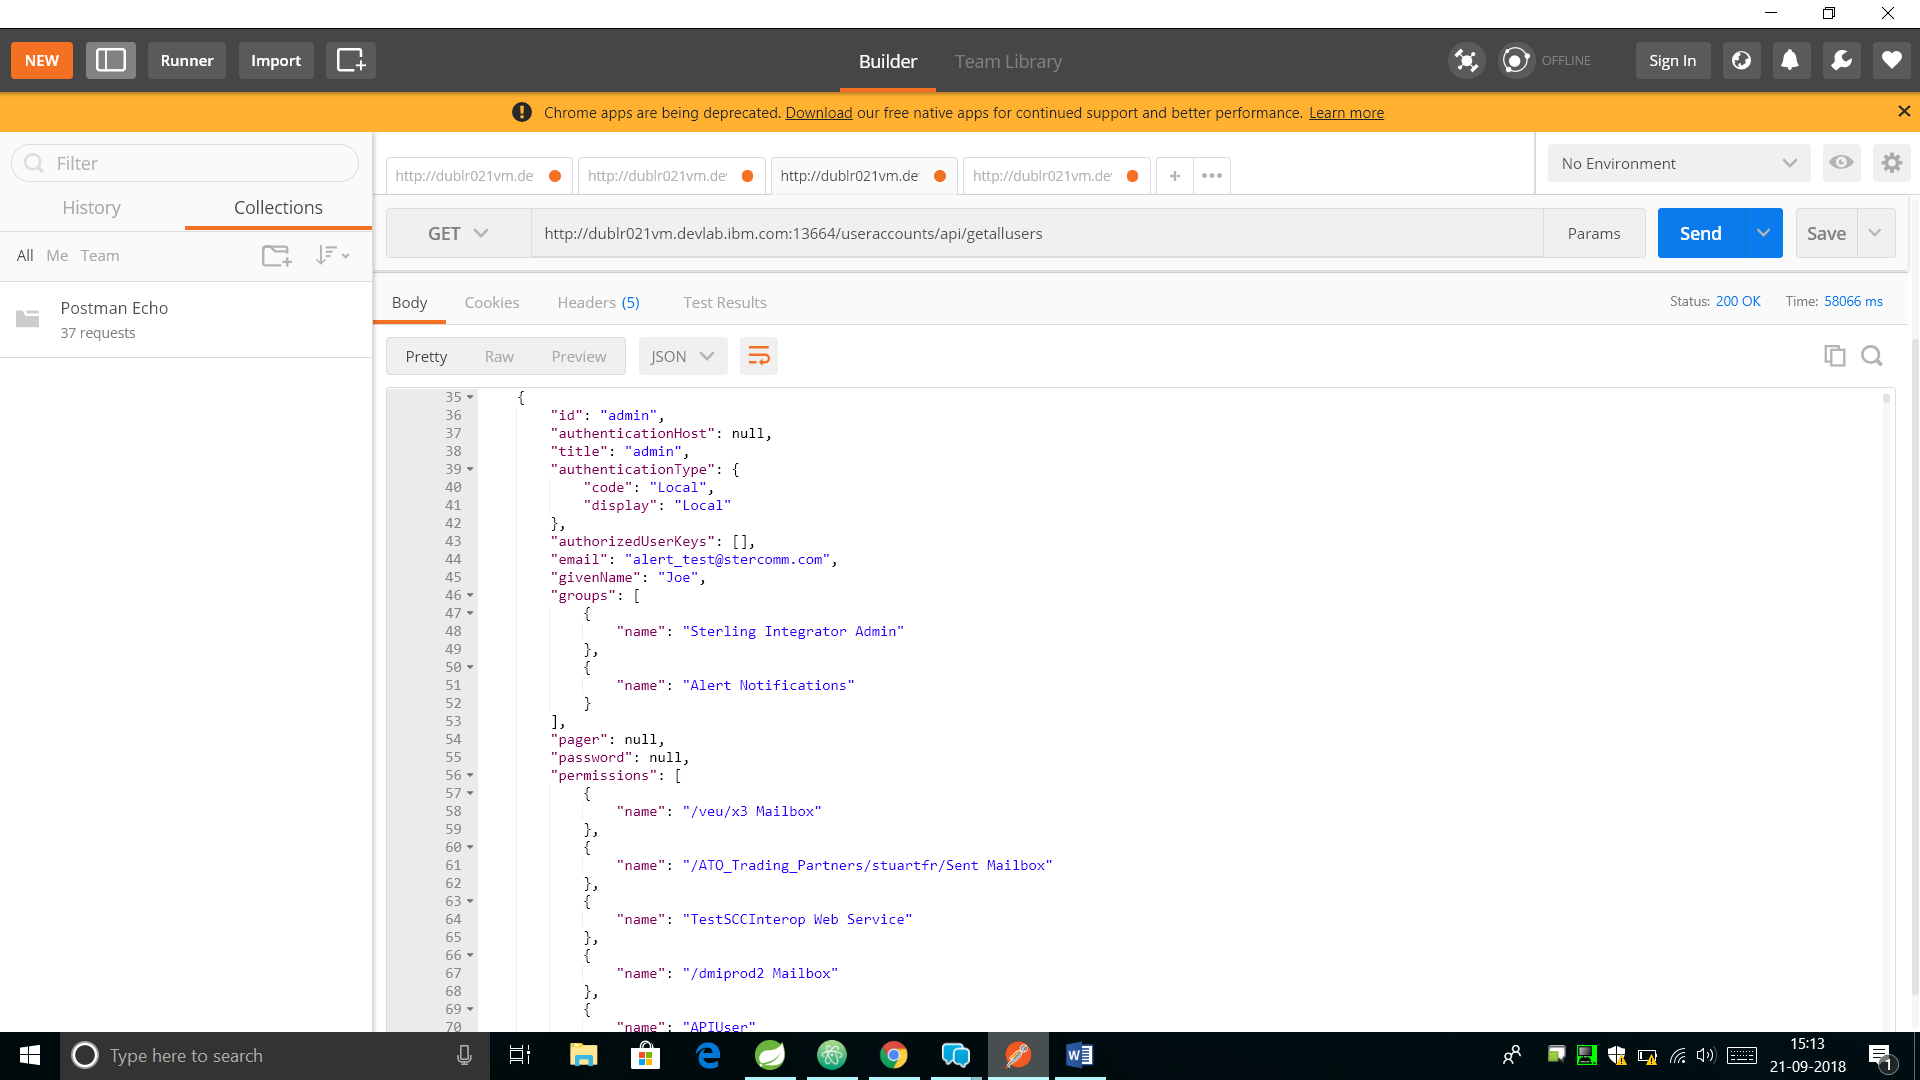 NEW
Runner
Import
Builder
Team Library
OFFLINE
Sign In
Chrome apps are being deprecated. Download our free native apps for continued support and better performance. Learn more
Filter
History
Collections
All Me Team
Postman Echo
37 requests
http://dublr021vm.de
http://dublr021vm.de
http://dublr021vm.de
http://dublr021vm.de
+
No Environment
GET
http://dublr021vm.devlab.ibm.com:13664/useraccounts/api/getallusers
Params
Send
Save
Body
Cookies
Headers (5)
Test Results
Status: 200 OK
Time: 58066 ms
Pretty
Raw
Preview
JSON
35 {
36 "id": "admin",
37 "authenticationHost": null,
38 "title": "admin",
39 "authenticationType": {
40 "code": "Local",
41 "display": "Local"
42 },
43 "authorizedUserKeys": [],
44 "email": "alert_test@stercomm.com",
45 "givenName": "Joe",
46 "groups": [
47 {
48 "name": "Sterling Integrator Admin"
49 },
50 {
51 "name": "Alert Notifications"
52 }
53 ],
54 "pager": null,
55 "password": null,
56 "permissions": [
57 {
58 "name": "/veu/x3 Mailbox"
59 },
60 {
61 "name": "/ATO_Trading_Partners/stuartfr/Sent Mailbox"
62 },
63 {
64 "name": "TestSCCInterop Web Service"
65 },
66 {
67 "name": "/dmiprod2 Mailbox"
68 },
69 {
70 "name": "APIUser"
Type here to search
15:13
21-09-2018
1